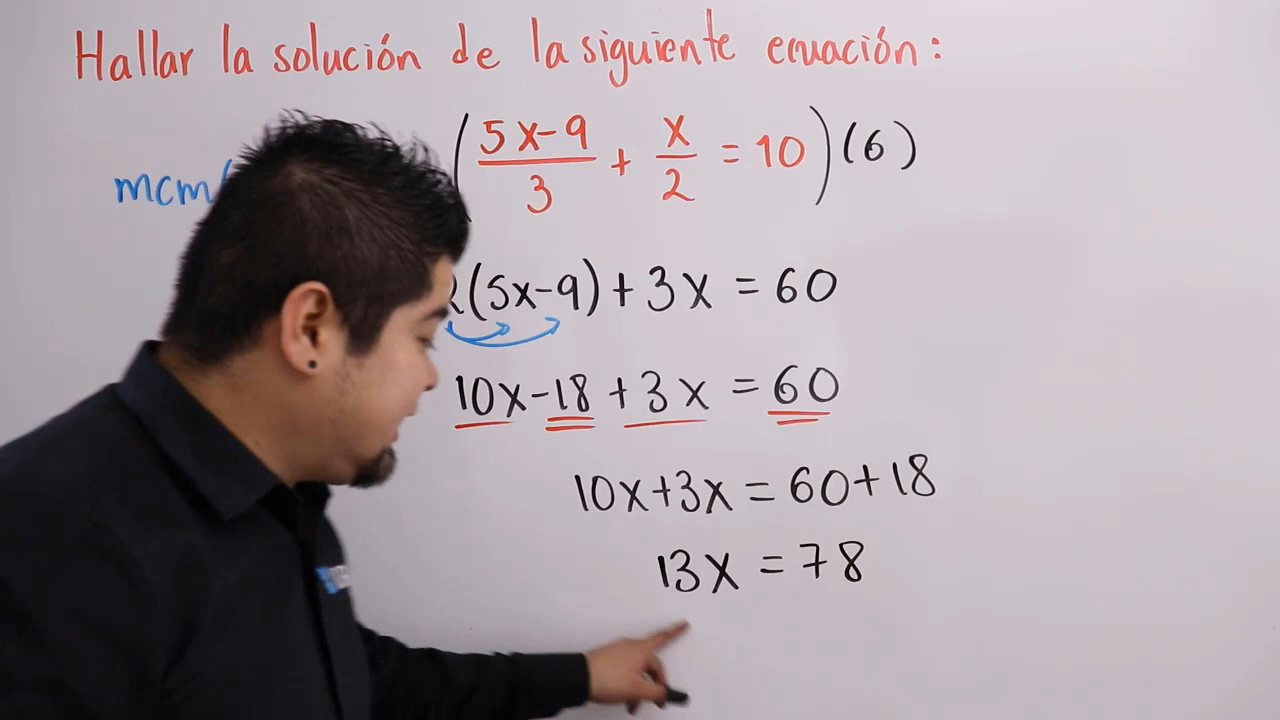 Hallar la solución de la siguiente ecuación:
mcm( (5x-9/3 + x/2 = 10)(6)
2(5x-9) + 3x = 60
10x-18 + 3x = 60
10x+3x = 60+18
13x = 78